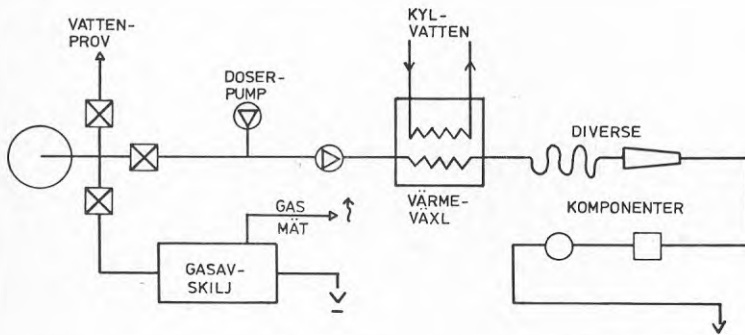 VATTEN-
PROV
DOSER-
PUMP
KYL-
VATTEN
VÄRME-
VÄXL
DIVERSE
KOMPONENTER
GAS
MÄT
GASAV-
SKILJ